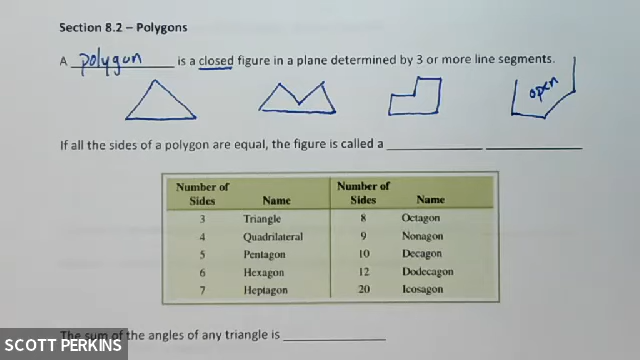 Section 8.2 – Polygons
A polygon is a closed figure in a plane determined by 3 or more line segments.
open
If all the sides of a polygon are equal, the figure is called a ____________ ____________
Number of Sides Name Number of Sides Name
3 Triangle 8 Octagon
4 Quadrilateral 9 Nonagon
5 Pentagon 10 Decagon
6 Hexagon 12 Dodecagon
7 Heptagon 20 Icosagon
The sum of the angles of any triangle is ____________
SCOTT PERKINS